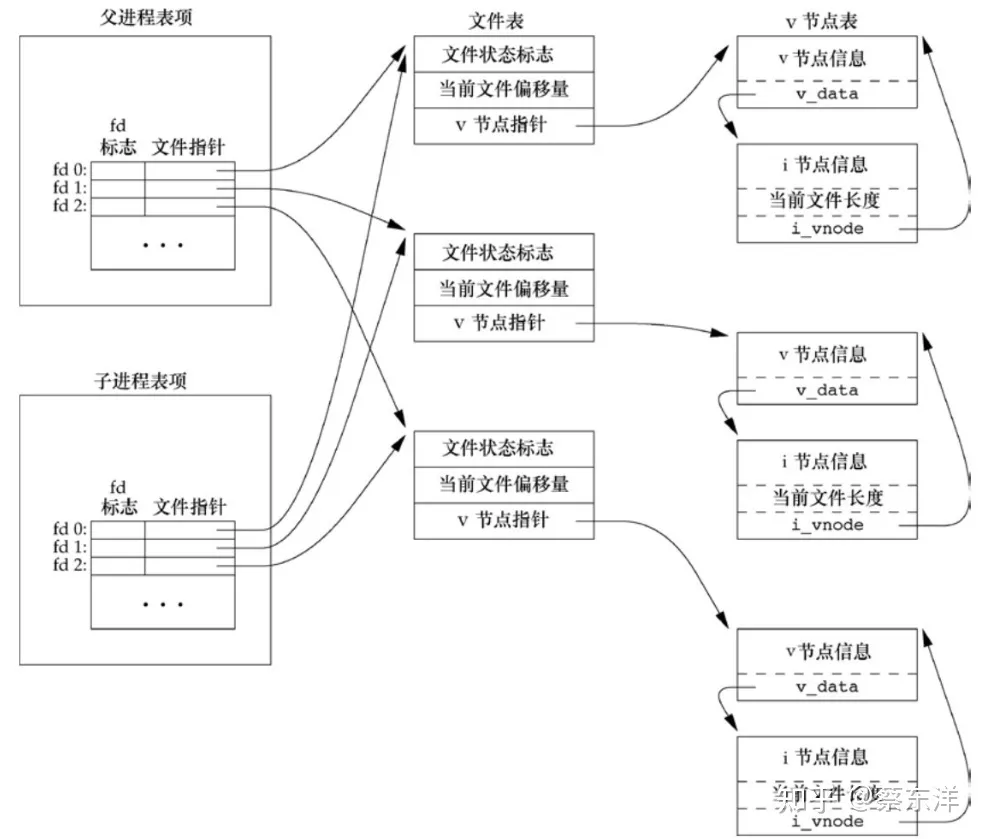 父进程表项
fd
标志 文件指针
fd 0:
fd 1:
fd 2:
· · ·
子进程表项
fd
标志 文件指针
fd 0:
fd 1:
fd 2:
· · ·
文件表
文件状态标志
当前文件偏移量
v 节点指针
文件状态标志
当前文件偏移量
v 节点指针
文件状态标志
当前文件偏移量
v 节点指针
v 节点表
v 节点信息
v_data
i 节点信息
当前文件长度
i_vnode
v 节点信息
v_data
i 节点信息
当前文件长度
i_vnode
v 节点信息
v_data
i 节点信息
当前文件长度
i_vnode
知乎 @蔡东洋